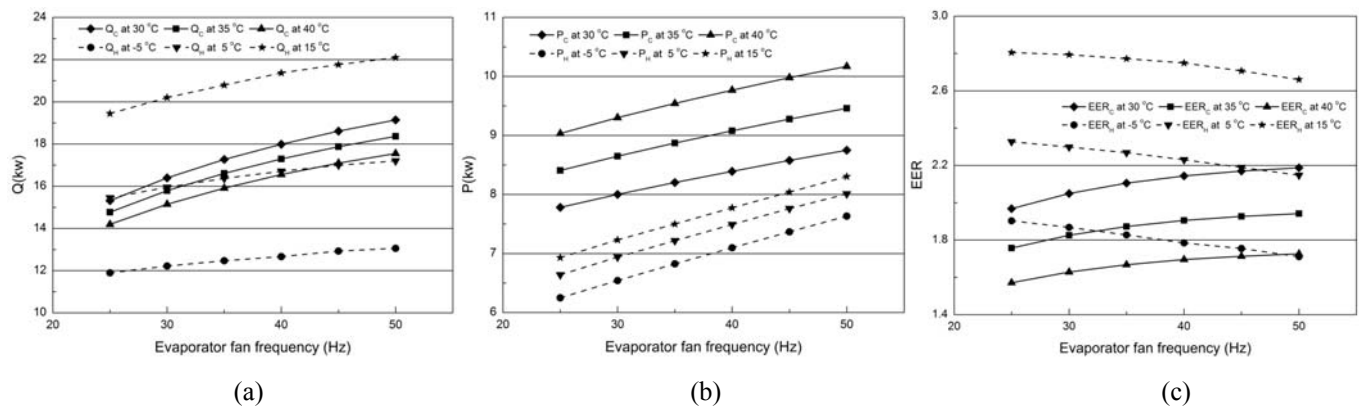 24
22
20
18
16
14
12
10
Q(kw)
Q_C at 30 °C Q_C at 35 °C Q_C at 40 °C
Q_H at -5 °C Q_H at 5 °C Q_H at 15 °C
20 30 40 50
Evaporator fan frequency (Hz)
(a)
11
10
9
8
7
6
P(kw)
P_C at 30 °C P_C at 35 °C P_C at 40 °C
P_H at -5 °C P_H at 5 °C P_H at 15 °C
20 30 40 50
Evaporator fan frequency (Hz)
(b)
3.0
2.6
2.2
1.8
1.4
EER
EER_C at 30 °C EER_C at 35 °C EER_C at 40 °C
EER_H at -5 °C EER_H at 5 °C EER_H at 15 °C
20 30 40 50
Evaporator fan frequency (Hz)
(c)